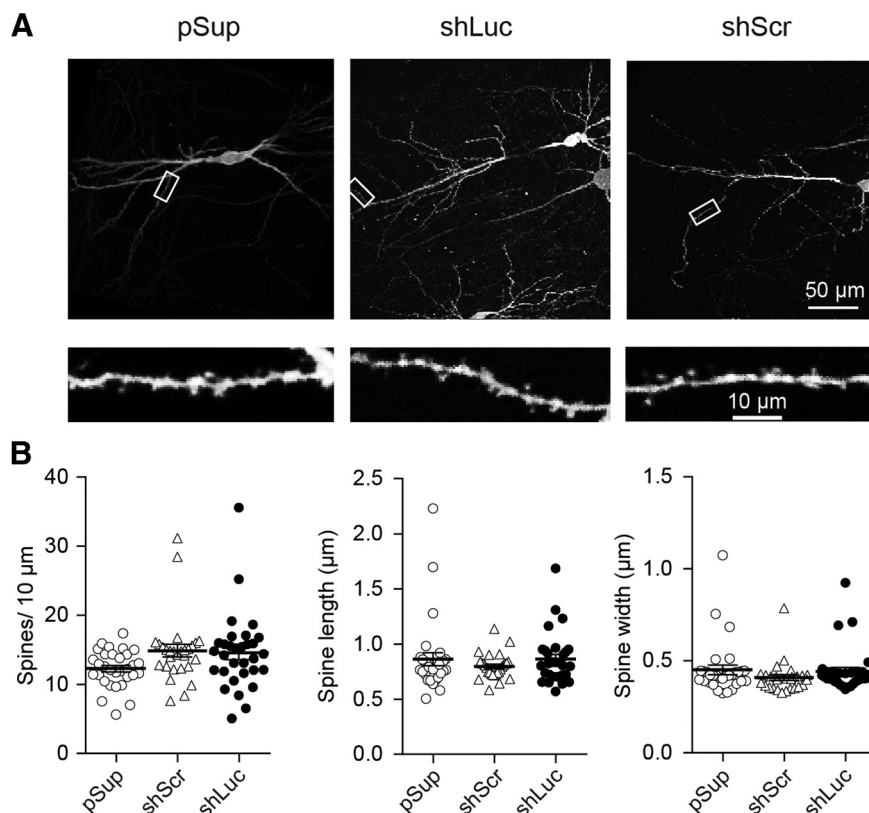 A
pSup
shLuc
shScr
50 µm
10 µm
B
Spines/ 10 µm
40
30
20
10
0
pSup
shScr
shLuc
Spine length (µm)
2.5
2.0
1.5
1.0
0.5
0.0
pSup
shScr
shLuc
Spine width (µm)
1.5
1.0
0.5
0.0
pSup
shScr
shLuc